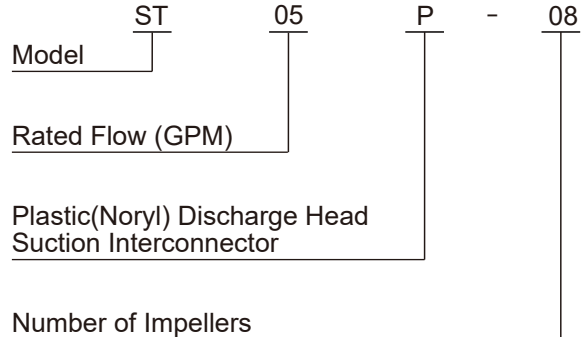 ST 05 P - 08
Model
Rated Flow (GPM)
Plastic(Noryl) Discharge Head
Suction Interconnector
Number of Impellers